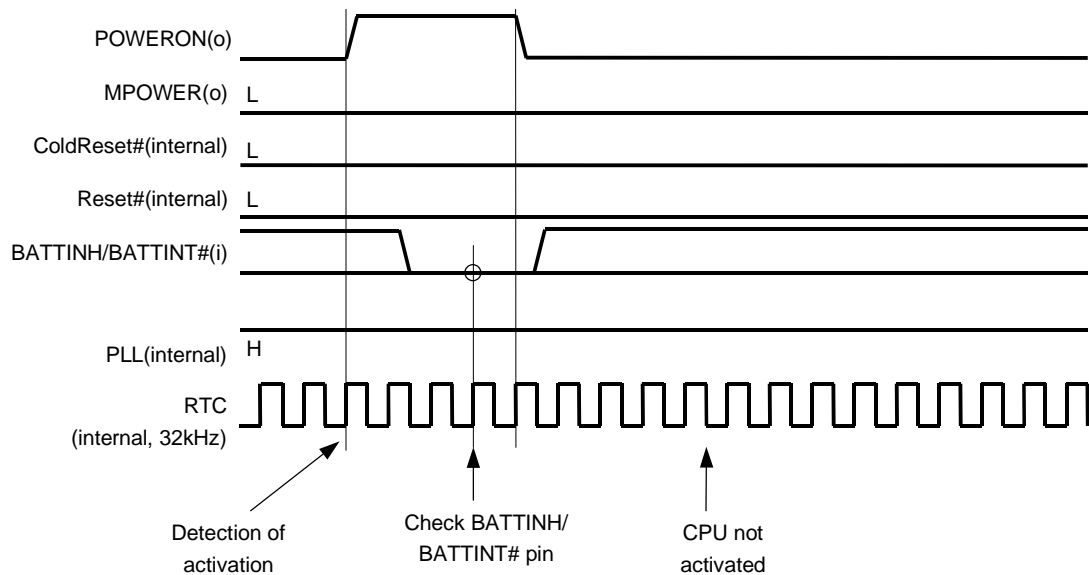 POWERON(o)
MPOWER(o) L
ColdReset#(internal) L
Reset#(internal) L
BATTINH/BATTINT#(i)
PLL(internal) H
RTC
(internal, 32kHz)
Detection of
activation
Check BATTINH/
BATTINT# pin
CPU not
activated